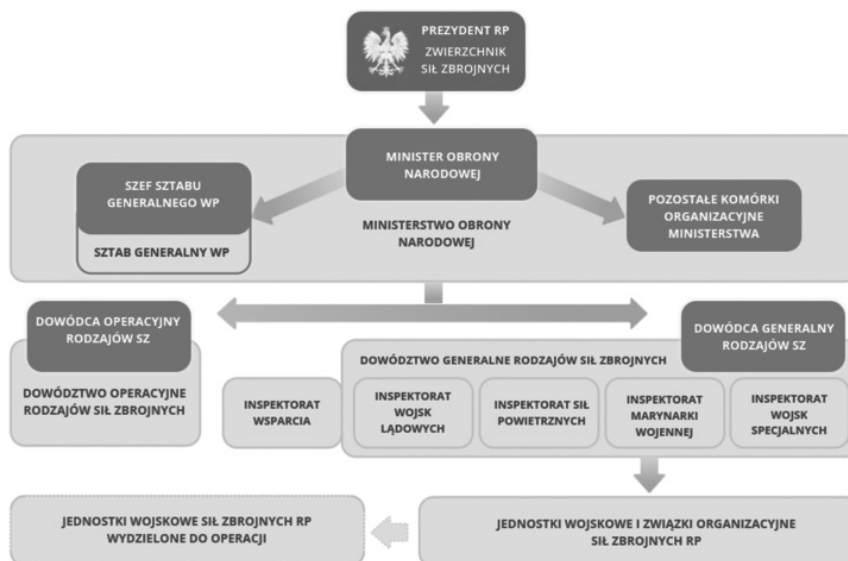 PREZYDENT RP
ZWIERZCHNIK
SIŁ ZBROJNYCH
MINISTER OBRONY
NARODOWEJ
SZEF SZTABU
GENERALNEGO WP
SZTAB GENERALNY WP
MINISTERSTWO OBRONY
NARODOWEJ
POZOSTAŁE KOMÓRKI
ORGANIZACYJNE
MINISTERSTWA
DOWÓDCA OPERACYJNY
RODZAJÓW SZ
DOWÓDZTWO OPERACYJNE
RODZAJÓW SIŁ ZBROJNYCH
DOWÓDCA GENERALNY
RODZAJÓW SZ
DOWÓDZTWO GENERALNE RODZAJÓW SIŁ ZBROJNYCH
INSPEKTORAT
WSPARCIA
INSPEKTORAT
WOJSK
LĄDOWYCH
INSPEKTORAT SIŁ
POWIETRZNYCH
INSPEKTORAT
MARYNARKI
WOJENNEJ
INSPEKTORAT
WOJSK
SPECJALNYCH
JEDNOSTKI WOJSKOWE SIŁ ZBROJNYCH RP
WYDZIELONE DO OPERACJI
JEDNOSTKI WOJSKOWE I ZWIĄZKI ORGANIZACYJNE
SIŁ ZBROJNYCH RP